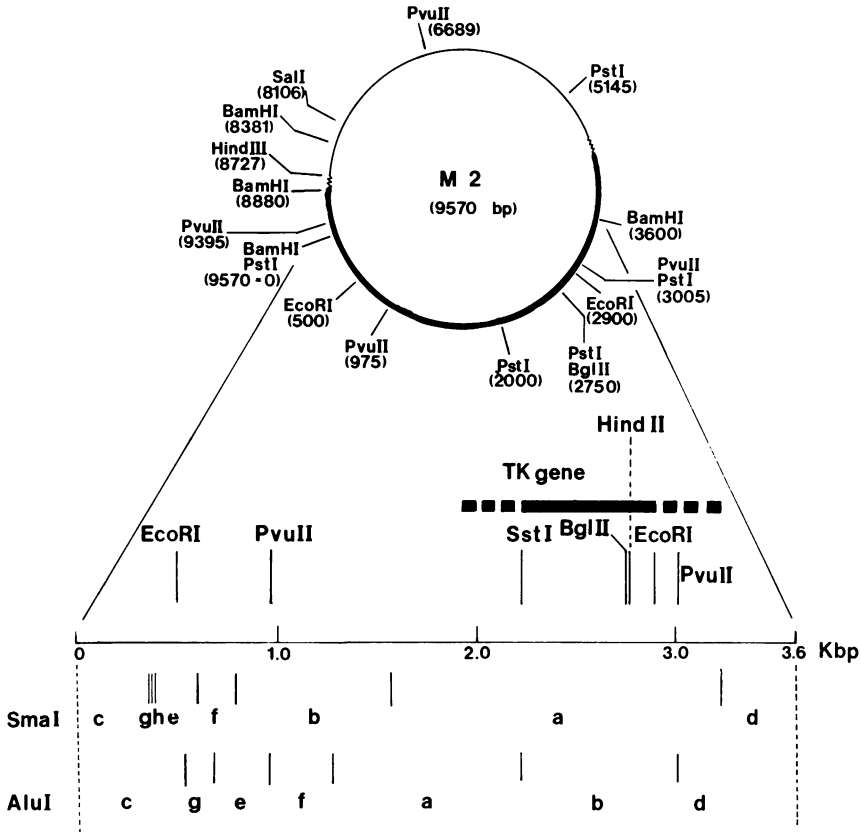 PvuII
(6689)
PstI
(5145)
SalI
(8106)
BamHI
(8381)
HindIII
(8727)
BamHI
(8880)
PvuII
(9395)
BamHI
PstI
(9570-0)
EcoRI
(500)
PvuII
(975)
M 2
(9570 bp)
BamHI
(3600)
PvuII
PstI
(3005)
EcoRI
(2900)
PstI
BglII
(2750)
PstI
(2000)
Hind II
TK gene
EcoRI
PvuII
SstI
BglII
EcoRI
PvuII
0
1.0
2.0
3.0
3.6
Kbp
SmaI c g h e f b a d
AluI c g e f a b d